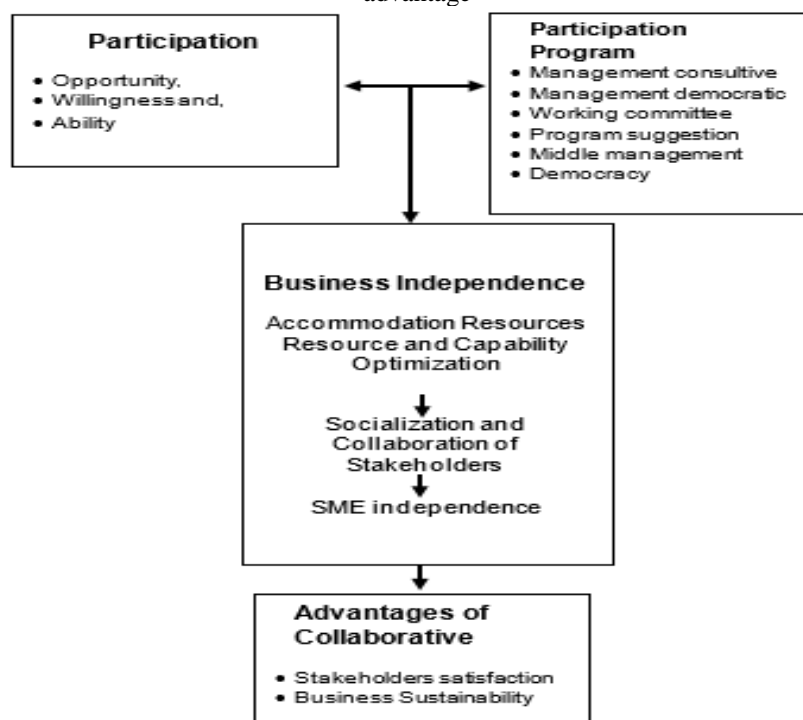 advantage
Participation
• Opportunity,
• Willingness and,
• Ability
Participation
Program
• Management consultive
• Management democratic
• Working committee
• Program suggestion
• Middle management
• Democracy
Business Independence
Accommodation Resources
Resource and Capability
Optimization
Socialization and
Collaboration of
Stakeholders
SME independence
Advantages of
Collaborative
• Stakeholders satisfaction
• Business Sustainability